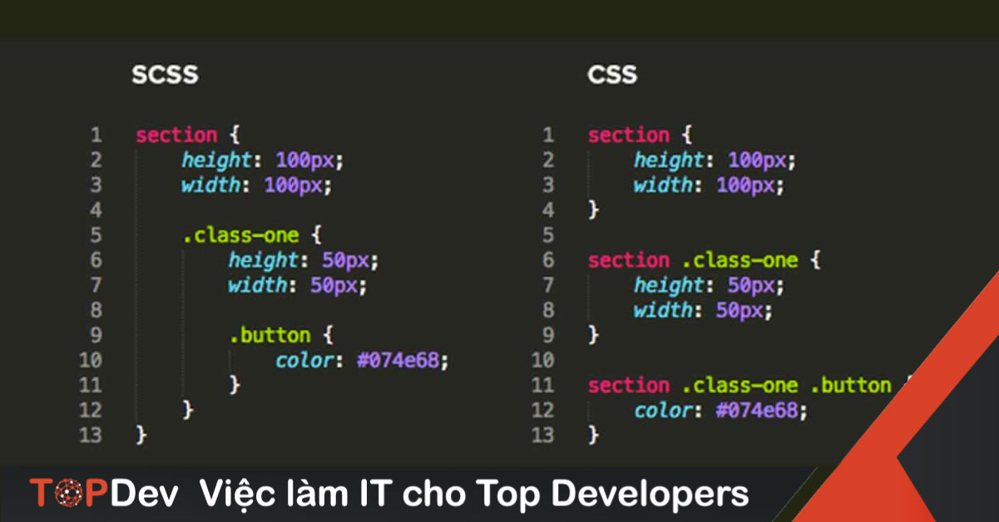 SCSS
1 section {
2 height: 100px;
3 width: 100px;
4
5 .class-one {
6 height: 50px;
7 width: 50px;
8
9 .button {
10 color: #074e68;
11 }
12 }
13 }
CSS
1 section {
2 height: 100px;
3 width: 100px;
4 }
5
6 section .class-one {
7 height: 50px;
8 width: 50px;
9 }
10
11 section .class-one .button {
12 color: #074e68;
13 }
TOPDev Việc làm IT cho Top Developers